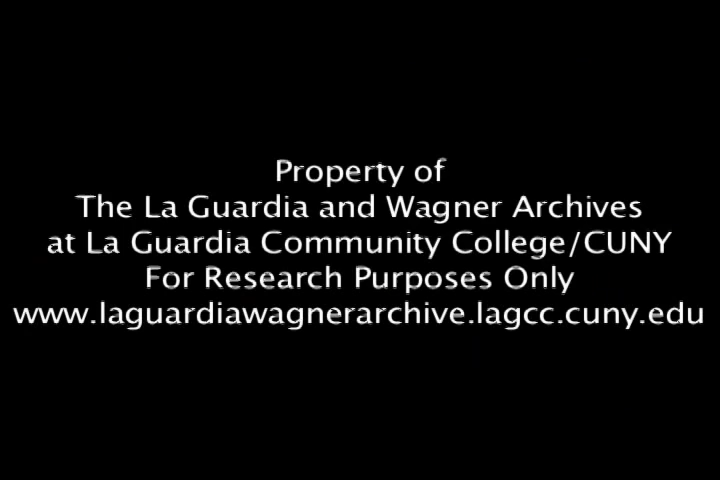 Property of
The La Guardia and Wagner Archives
at La Guardia Community College/CUNY
For Research Purposes Only
www.laguardiawagnerarchive.lagcc.cuny.edu